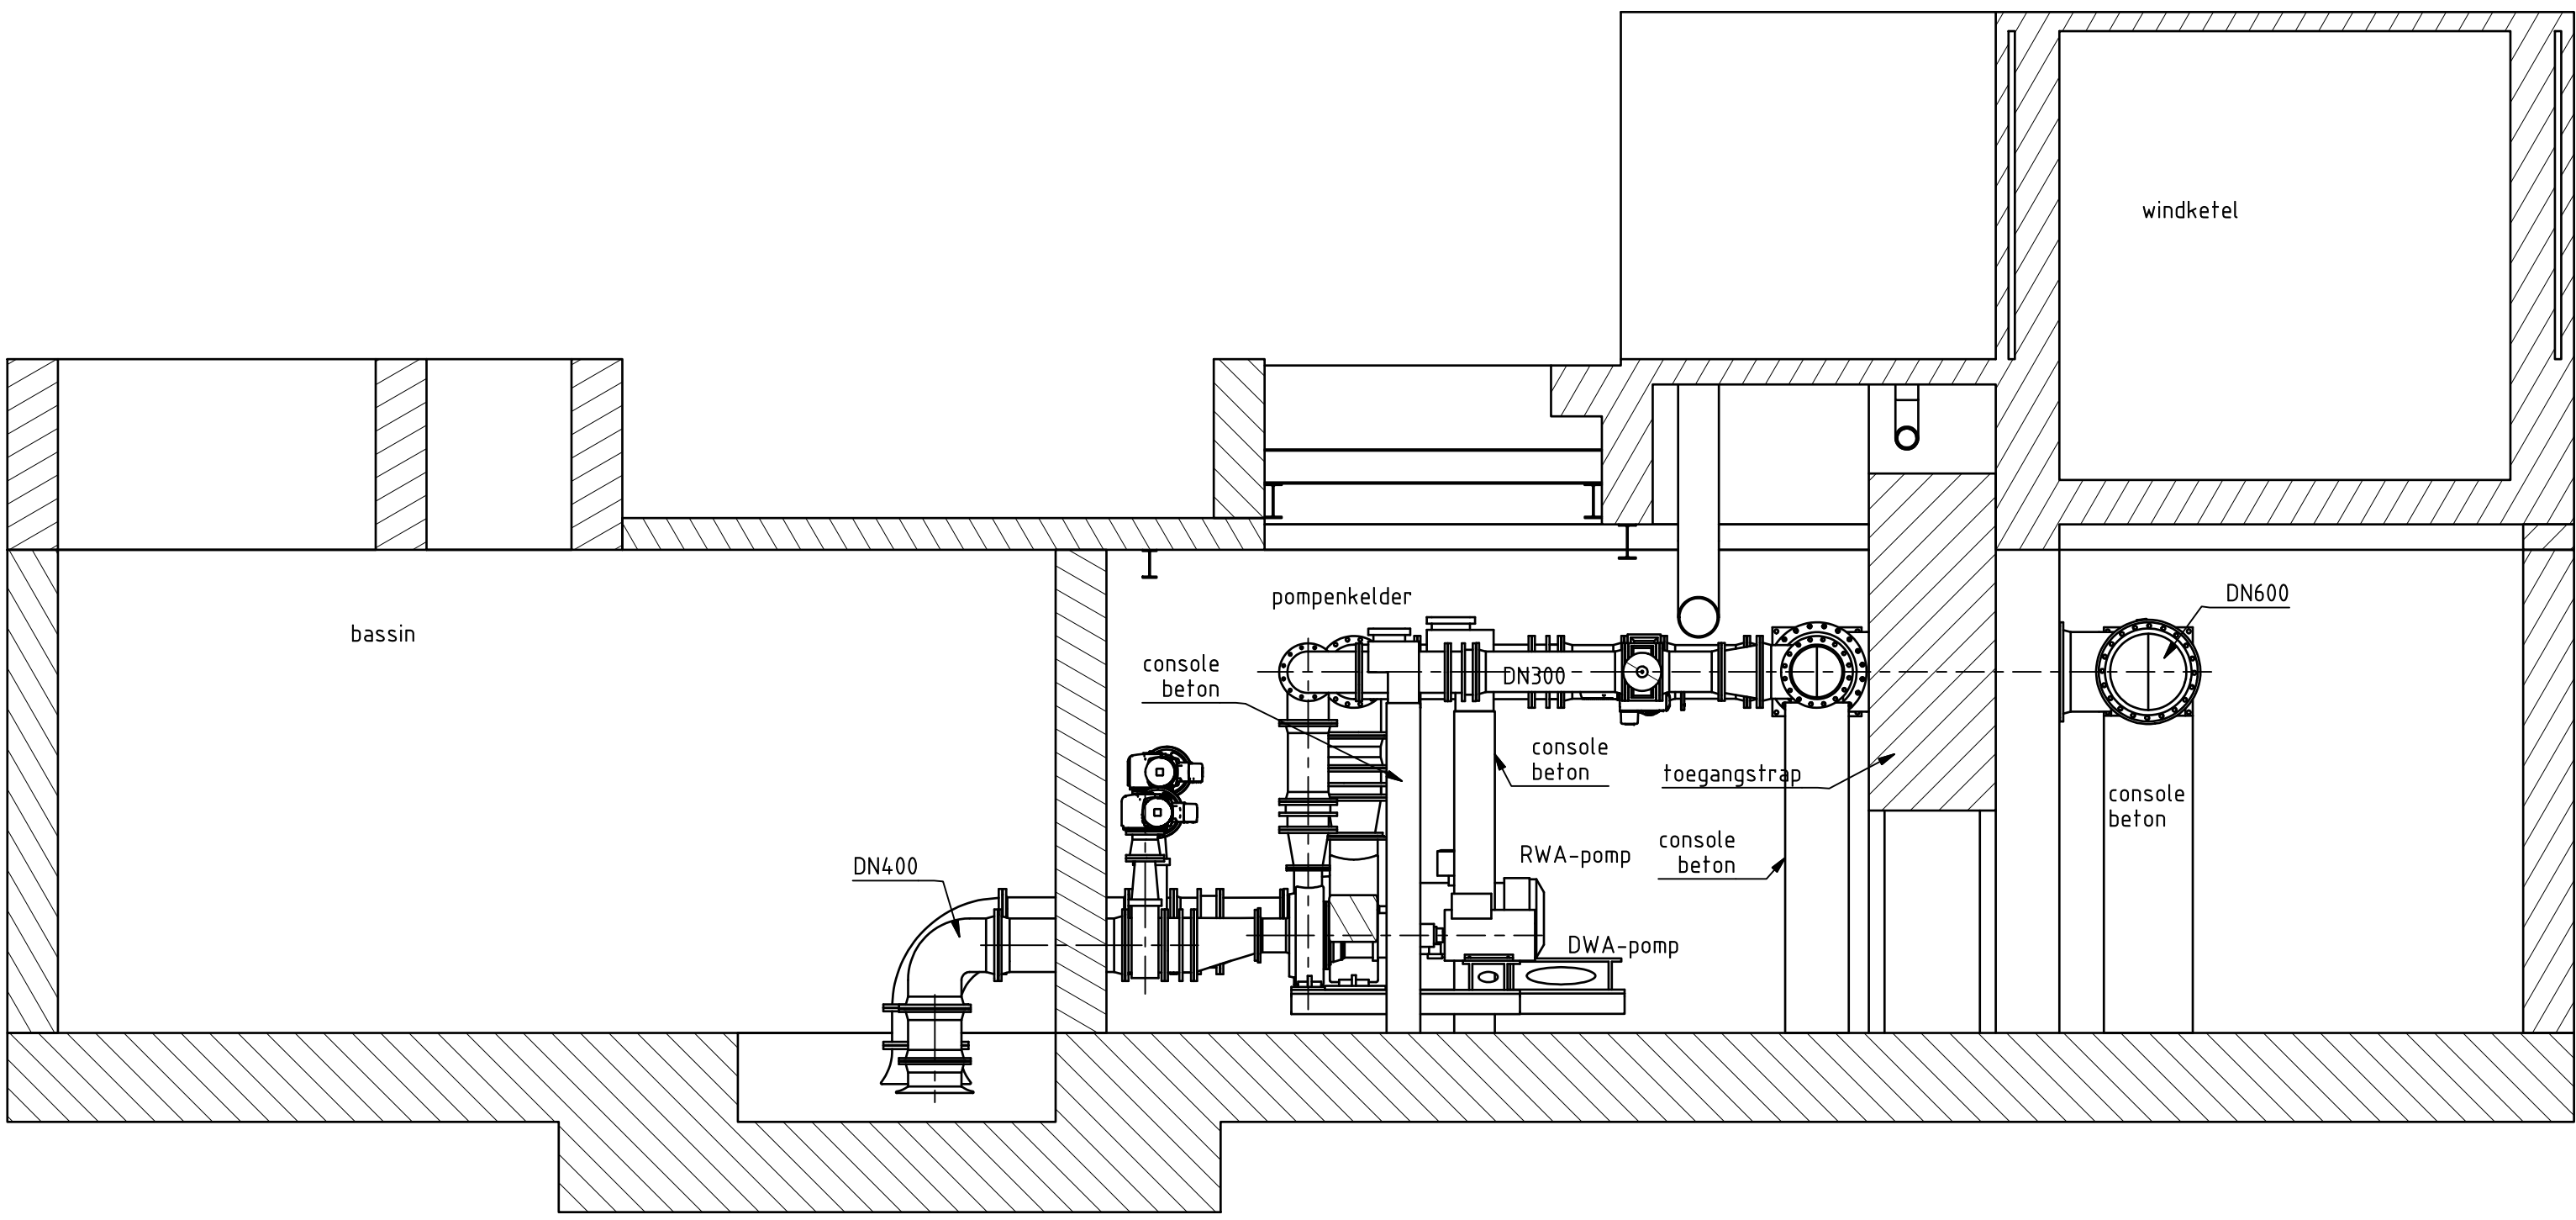 windketel
DN600
pompenkelder
bassin
console
beton
DN300
console
beton
toegangstrap
console
beton
console
beton
RWA-pomp
DN400
DWA-pomp